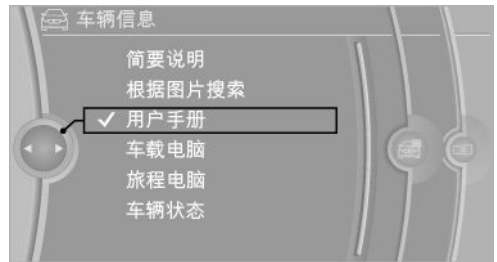 车辆信息
简要说明
根据图片搜索
用户手册
车载电脑
旅程电脑
车辆状态